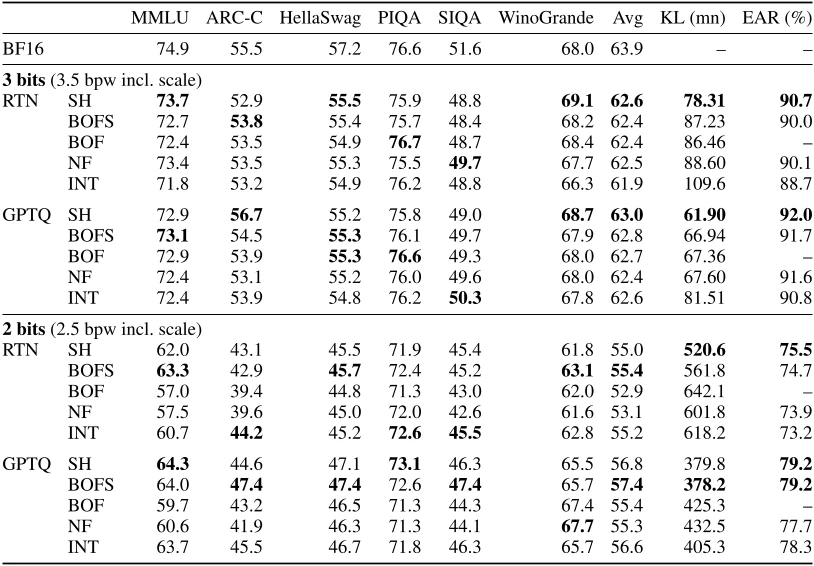 MMLU ARC-C HellaSwag PIQA SIQA WinoGrande Avg KL (mn) EAR (%)
BF16 74.9 55.5 57.2 76.6 51.6 68.0 63.9 – –
3 bits (3.5 bpw incl. scale)
RTN SH 73.7 52.9 55.5 75.9 48.8 69.1 62.6 78.31 90.7
BOFS 72.7 53.8 55.4 75.7 48.4 68.2 62.4 87.23 90.0
BOF 72.4 53.5 54.9 76.7 48.7 68.4 62.4 86.46 –
NF 73.4 53.5 55.3 75.5 49.7 67.7 62.5 88.60 90.1
INT 71.8 53.2 54.9 76.2 48.8 66.3 61.9 109.6 88.7
GPTQ SH 72.9 56.7 55.2 75.8 49.0 68.7 63.0 61.90 92.0
BOFS 73.1 54.5 55.3 76.1 49.7 67.9 62.8 66.94 91.7
BOF 72.9 53.9 55.3 76.6 49.3 68.0 62.7 67.36 –
NF 72.4 53.1 55.2 76.0 49.6 68.0 62.4 67.60 91.6
INT 72.4 53.9 54.8 76.2 50.3 67.8 62.6 81.51 90.8
2 bits (2.5 bpw incl. scale)
RTN SH 62.0 43.1 45.5 71.9 45.4 61.8 55.0 520.6 75.5
BOFS 63.3 42.9 45.7 72.4 45.2 63.1 55.4 561.8 74.7
BOF 57.0 39.4 44.8 71.3 43.0 62.0 52.9 642.1 –
NF 57.5 39.6 45.0 72.0 42.6 61.6 53.1 601.8 73.9
INT 60.7 44.2 45.2 72.6 45.5 62.8 55.2 618.2 73.2
GPTQ SH 64.3 44.6 47.1 73.1 46.3 65.5 56.8 379.8 79.2
BOFS 64.0 47.4 47.4 72.6 47.4 65.7 57.4 378.2 79.2
BOF 59.7 43.2 46.5 71.3 44.3 67.4 55.4 425.3 –
NF 60.6 41.9 46.3 71.3 44.1 67.7 55.3 432.5 77.7
INT 63.7 45.5 46.7 71.8 46.3 65.7 56.6 405.3 78.3